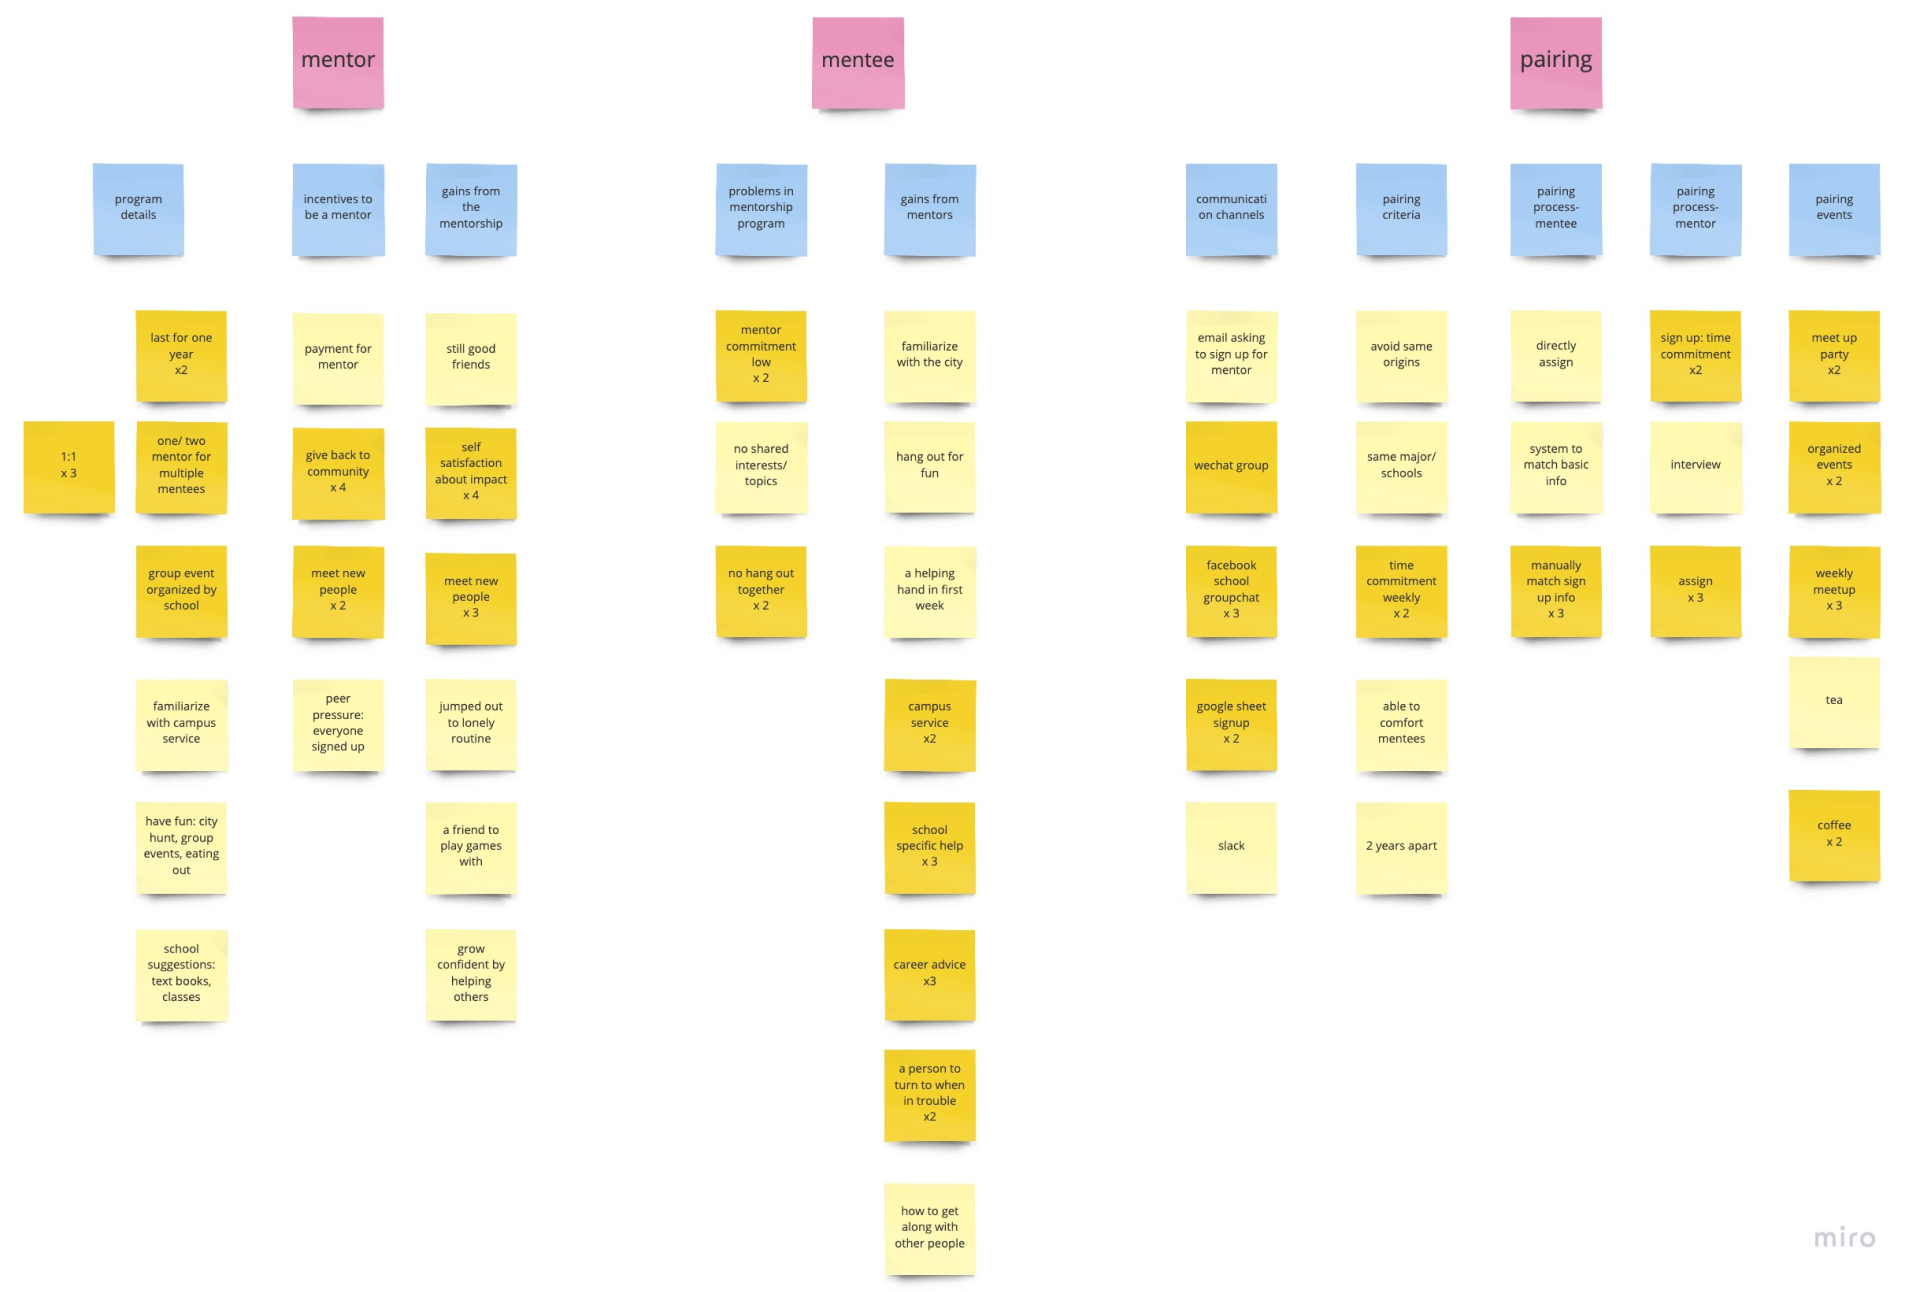 mentor
mentee
pairing
program
details
incentives to
be a mentor
gains from
the
mentorship
problems in
mentorship
program
gains from
mentors
communicati
on channels
pairing
criteria
pairing
process-
mentee
pairing
process-
mentor
pairing
events
last for one
year
x2
payment for
mentor
still good
friends
mentor
commitment
low
x 2
familiarize
with the city
email asking
to sign up for
mentor
avoid same
origins
directly
assign
sign up: time
commitment
x2
meet up
party
x2
1:1
x 3
one/ two
mentor for
multiple
mentees
give back to
community
x 4
self
satisfaction
about impact
x 4
no shared
interests/
topics
hang out for
fun
wechat group
same major/
schools
system to
match basic
info
interview
organized
events
x 2
group event
organized by
school
meet new
people
x 2
meet new
people
x 3
no hang out
together
x 2
a helping
hand in first
week
facebook
school
groupchat
x 3
time
commitment
weekly
x 2
manually
match sign
up info
x 3
assign
x 3
weekly
meetup
x 3
familiarize
with campus
service
peer
pressure:
everyone
signed up
jumped out
to lonely
routine
campus
service
x2
google sheet
signup
x 2
able to
comfort
mentees
tea
have fun: city
hunt, group
events, eating
out
a friend to
play games
with
school
specific help
x 3
slack
2 years apart
coffee
x 2
school
suggestions:
text books,
classes
grow
confident by
helping
others
career advice
x3
a person to
turn to when
in trouble
x2
how to get
along with
other people
miro